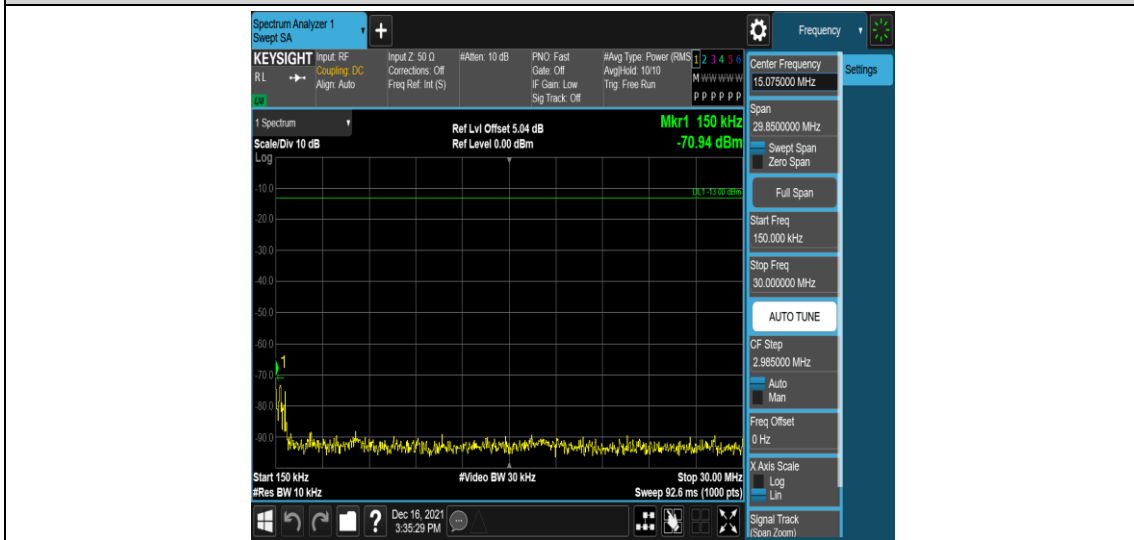 Spectrum Analyzer 1
Swept SA
+
Frequency
KEYSIGHT
RL
LXI
Input: RF
Coupling: DC
Align: Auto
Input Z: 50 Ω
Corrections: Off
Freq Ref: Int (S)
#Atten: 10 dB
PNO: Fast
Gate: Off
IF Gain: Low
Sig Track: Off
#Avg Type: Power (RMS
Avg|Hold: 10/10
Trig: Free Run
1 2 3 4 5 6
M W W W W W
P P P P P P
1 Spectrum
Scale/Div 10 dB
Log
Ref Lvl Offset 5.04 dB
Ref Level 0.00 dBm
Mkr1 150 kHz
-70.94 dBm
DL1 -13.00 dBm
-10.0
-20.0
-30.0
-40.0
-50.0
-60.0
1
-70.0
-80.0
-90.0
Start 150 kHz
#Video BW 30 kHz
Stop 30.00 MHz
#Res BW 10 kHz
Sweep 92.6 ms (1000 pts)
?
Dec 16, 2021
3:35:29 PM
Center Frequency
15.075000 MHz
Settings
Span
29.8500000 MHz
Swept Span
Zero Span
Full Span
Start Freq
150.000 kHz
Stop Freq
30.000000 MHz
AUTO TUNE
CF Step
2.985000 MHz
Auto
Man
Freq Offset
0 Hz
X Axis Scale
Log
Lin
Signal Track
(Span Zoom)